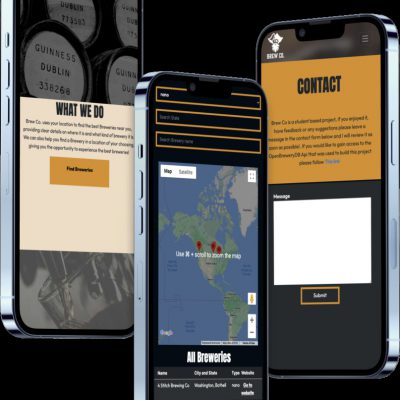 GUINNESS
DUBLIN
GUINNESS
DUBLIN
238268
WHAT WE DO
Brew Co. uses your location to find the best Breweries near you,
providing clear details on where it is and what kind of brewery it is.
We can also help you find a brewery in a location of your choosing,
giving you the opportunity to experience the best breweries!
Find Breweries
nano
Search State
Search Brewery name
Map
Satellite
Use ⌘ + scroll to zoom the map
Google
All Breweries
Name City and State Type Website
A Stitch Brewing Co Washington, Bothell nano Go to
website
BREW CO.
CONTACT
Brew Co is a student based project, if you enjoyed it,
have feedback or any suggestions please leave a
message in the contact form below and I will review it as
soon as possible! If you would like to gain access to the
OpenBreweryDB Api that was used to build this project
please follow This link
Message
Submit